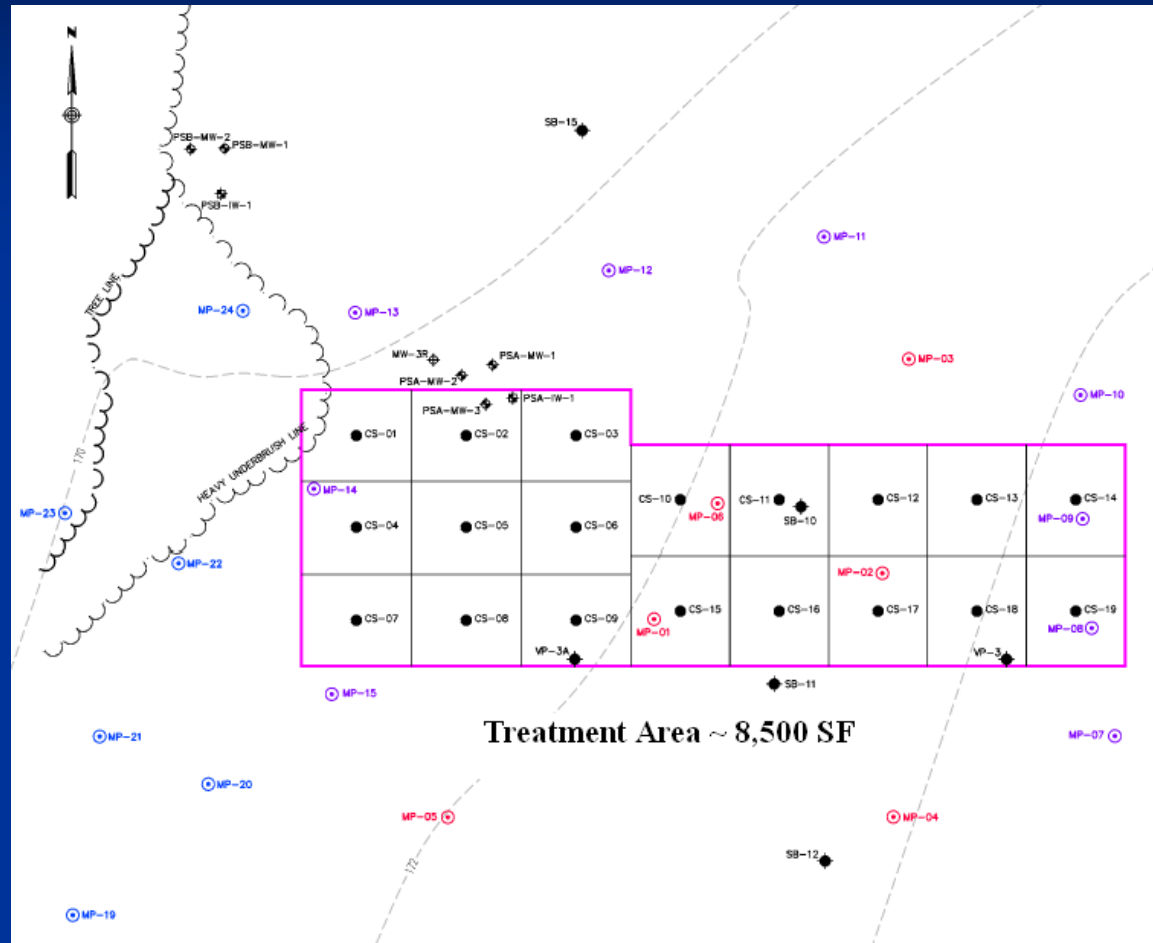 N
SB-15
PSB-MW-2
PSB-MW-1
PSB-IW-1
MP-11
MP-12
TREE LINE
MP-24
MP-13
MW-3R
PSA-MW-1
MP-03
PSA-MW-2
MP-10
PSA-MW-3
PSA-IW-1
CS-01
CS-02
CS-03
HEAVY UNDERBRUSH LINE
170
MP-14
CS-10
MP-06
CS-11
SB-10
CS-12
CS-13
CS-14
MP-23
MP-09
CS-04
CS-05
CS-06
MP-22
MP-02
CS-07
CS-08
CS-09
MP-01
CS-15
CS-16
CS-17
CS-18
CS-19
MP-08
VP-3A
VP-3
MP-15
SB-11
Treatment Area ~ 8,500 SF
MP-21
MP-07
MP-20
MP-05
MP-04
172
SB-12
MP-19